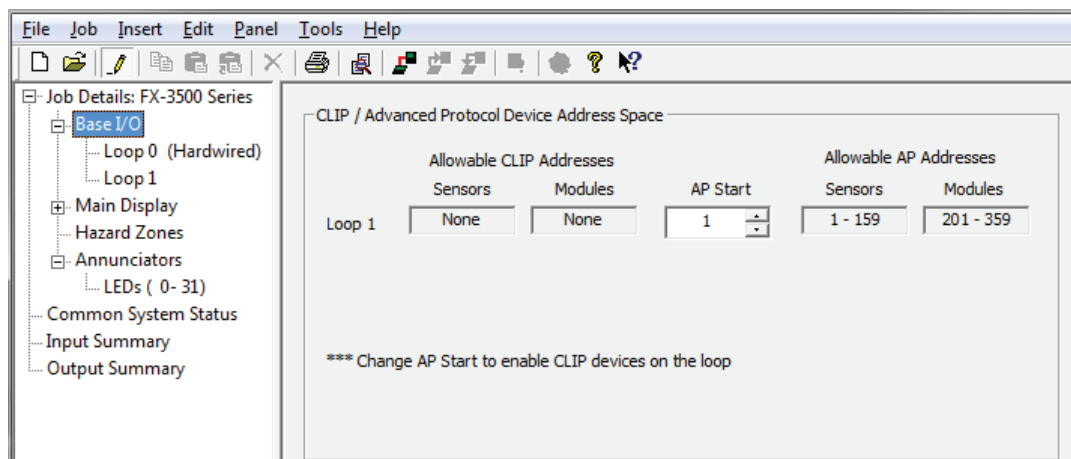 File Job Insert Edit Panel Tools Help
Job Details: FX-3500 Series
Base I/O
Loop 0 (Hardwired)
Loop 1
Main Display
Hazard Zones
Annunciators
LEDs ( 0- 31)
Common System Status
Input Summary
Output Summary
CLIP / Advanced Protocol Device Address Space
Allowable CLIP Addresses Allowable AP Addresses
Sensors Modules AP Start Sensors Modules
Loop 1 None None 1 1 - 159 201 - 359
*** Change AP Start to enable CLIP devices on the loop